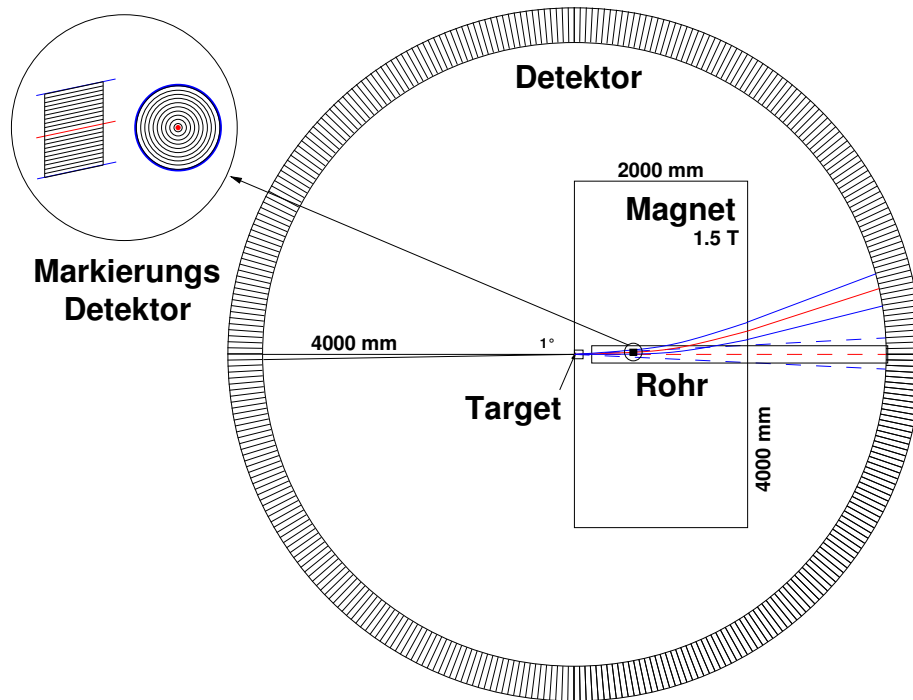 Detektor
2000 mm
Magnet
1.5 T
Markierungs
Detektor
4000 mm
1°
Rohr
Target
4000 mm